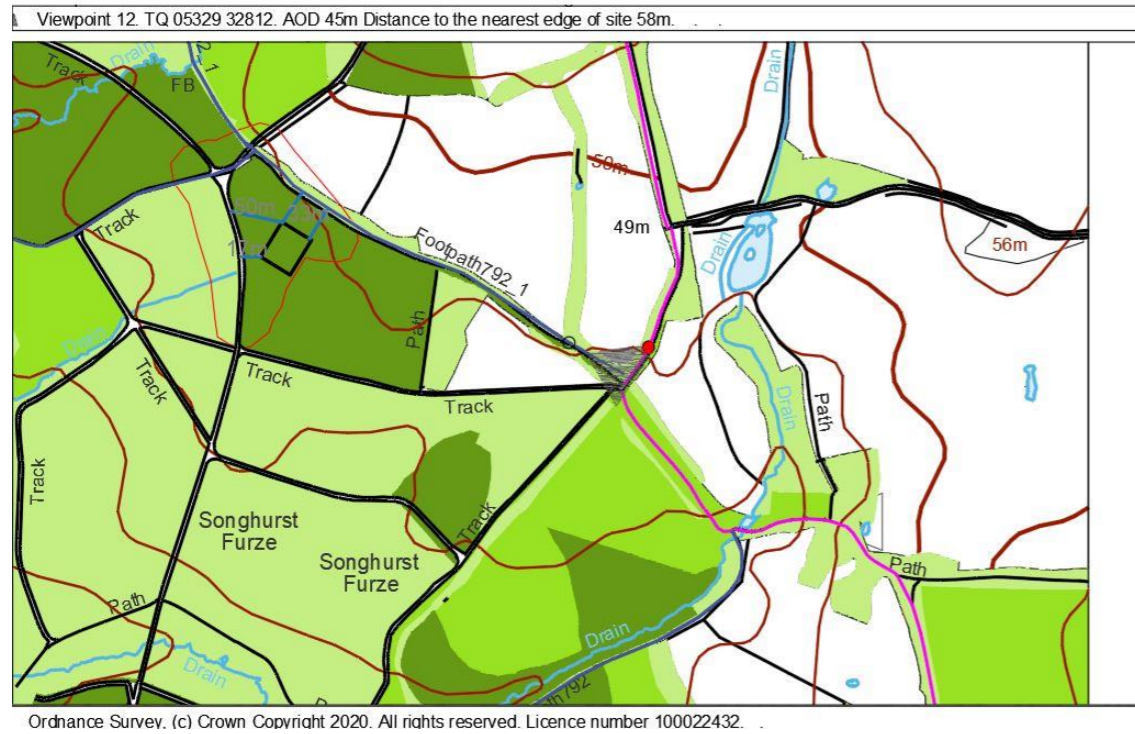 Viewpoint 12. TQ 05329 32812. AOD 45m Distance to the nearest edge of site 58m.
Drain
Track
FB
Drain
50m
49m
50m
Track
Footpath792_1
Drain
56m
Drain
Path
Track
Track
Track
Drain
Path
Track
Songhurst
Furze
Track
Songhurst
Furze
Path
Path
Drain
Drain
Ordnance Survey, (c) Crown Copyright 2020. All rights reserved. Licence number 100022432.